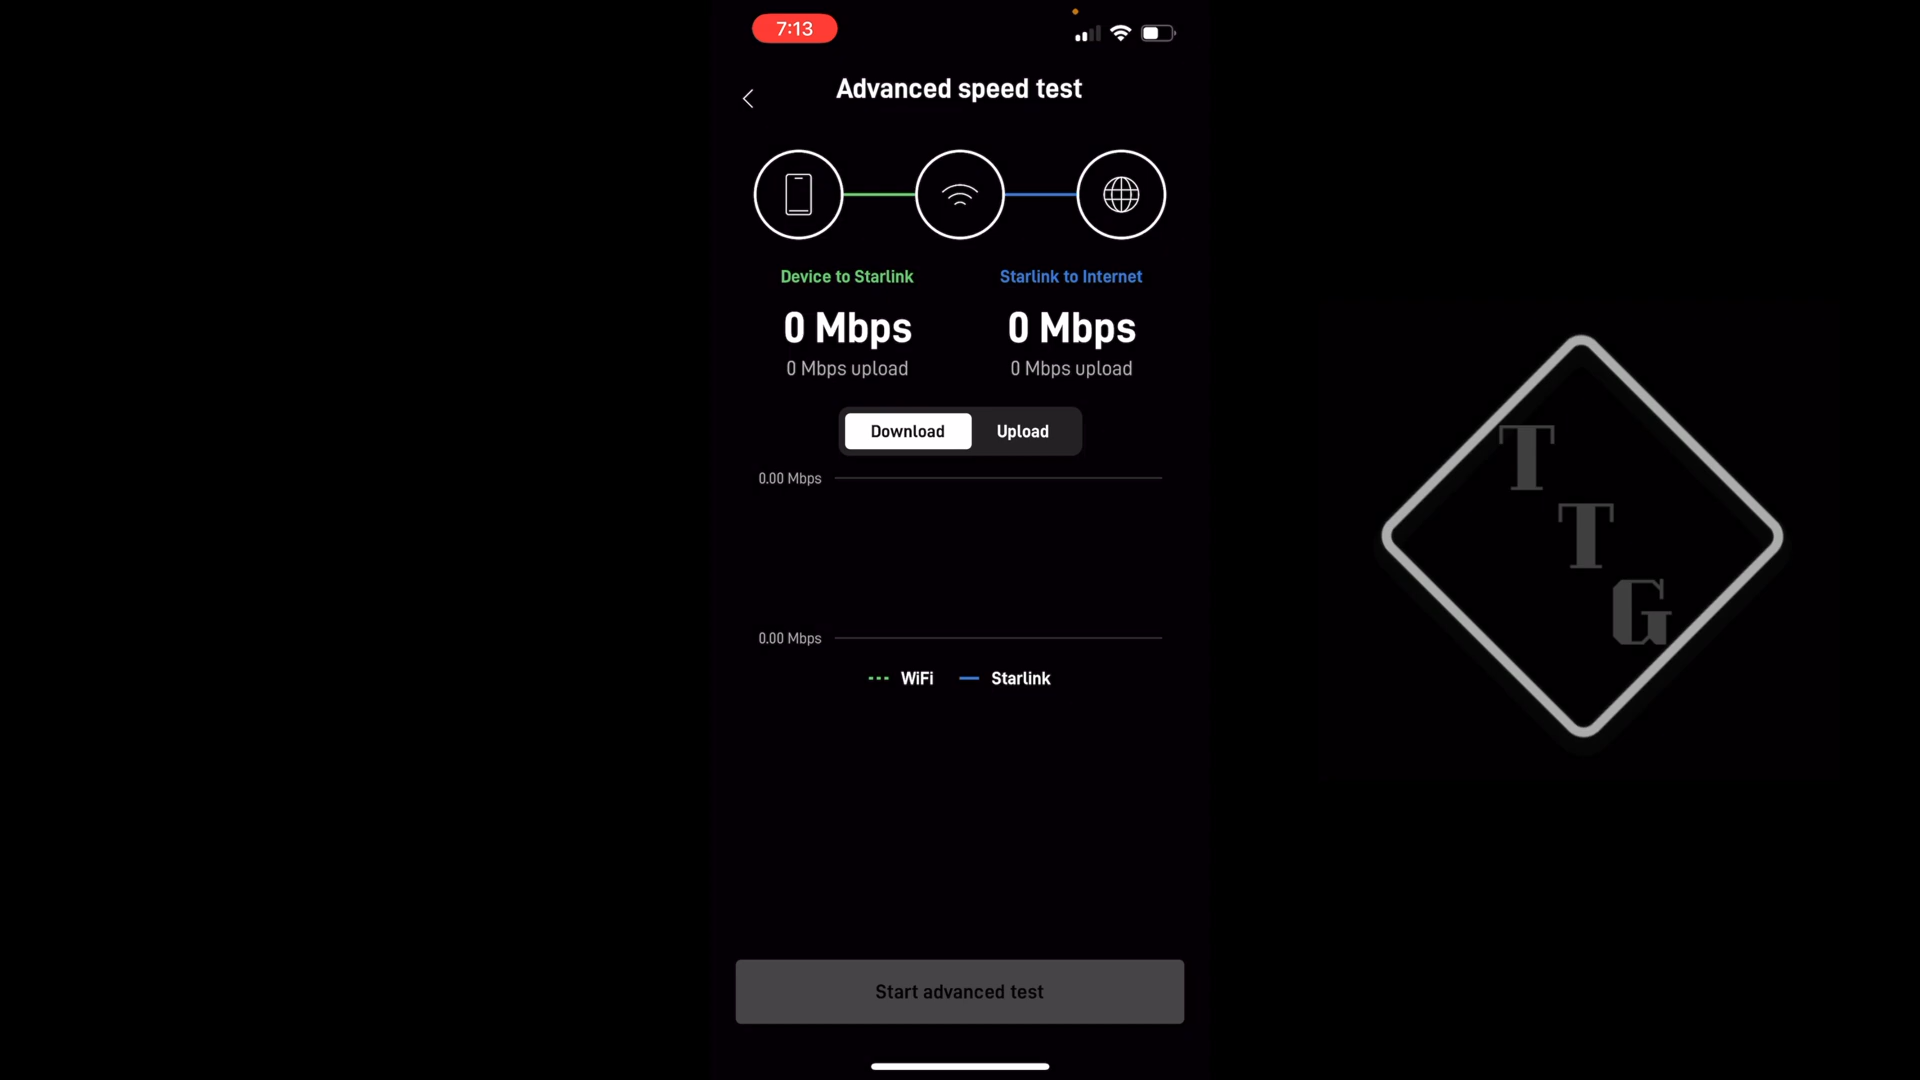 7:13
Advanced speed test
Device to Starlink
Starlink to Internet
0 Mbps
0 Mbps
0 Mbps upload
0 Mbps upload
Download
Upload
0.00 Mbps
0.00 Mbps
WiFi
Starlink
Start advanced test
T
T
G